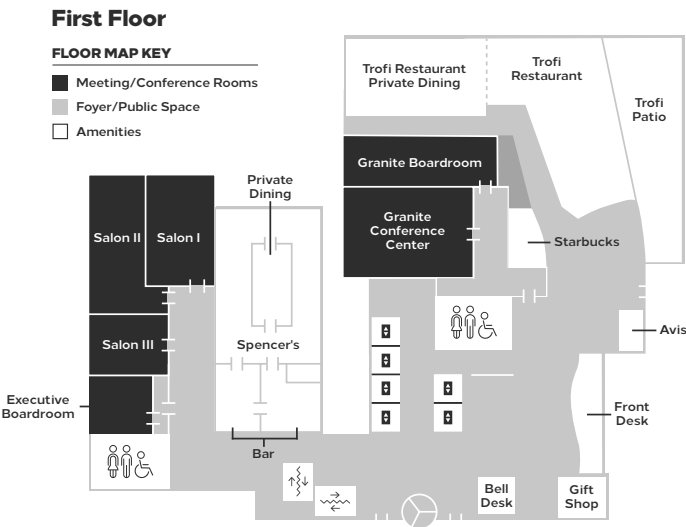 First Floor
FLOOR MAP KEY
Meeting/Conference Rooms
Foyer/Public Space
Amenities
Trofi Restaurant
Private Dining
Trofi
Restaurant
Trofi
Patio
Granite Boardroom
Granite
Conference
Center
Starbucks
Private
Dining
Salon II
Salon I
Salon III
Spencer's
Executive
Boardroom
Bar
Avis
Front
Desk
Bell
Desk
Gift
Shop